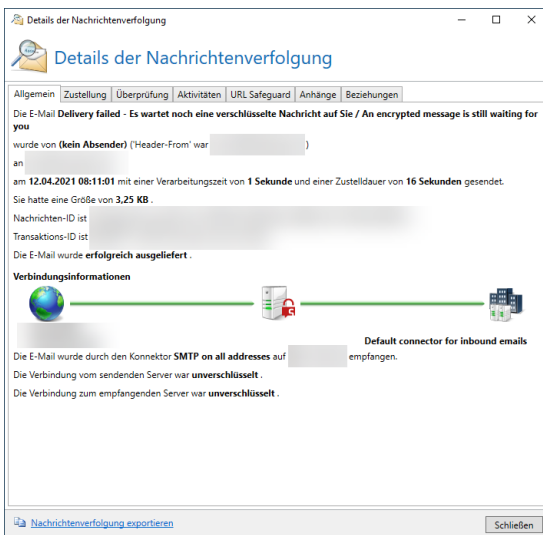 Details der Nachrichtenverfolgung
Details der Nachrichtenverfolgung
Allgemein Zustellung Überprüfung Aktivitäten URL Safeguard Anhänge Beziehungen
Die E-Mail Delivery failed - Es wartet noch eine verschlüsselte Nachricht auf Sie / An encrypted message is still waiting for
you
wurde von (kein Absender) ('Header-From' war )
an
am 12.04.2021 08:11:01 mit einer Verarbeitungszeit von 1 Sekunde und einer Zustelldauer von 16 Sekunden gesendet.
Sie hatte eine Größe von 3,25 KB .
Nachrichten-ID ist
Transaktions-ID ist
Die E-Mail wurde erfolgreich ausgeliefert .
Verbindungsinformationen
Default connector for inbound emails
Die E-Mail wurde durch den Konnektor SMTP on all addresses auf empfangen.
Die Verbindung vom sendenden Server war unverschlüsselt .
Die Verbindung zum empfangenden Server war unverschlüsselt .
Nachrichtenverfolgung exportieren
Schließen